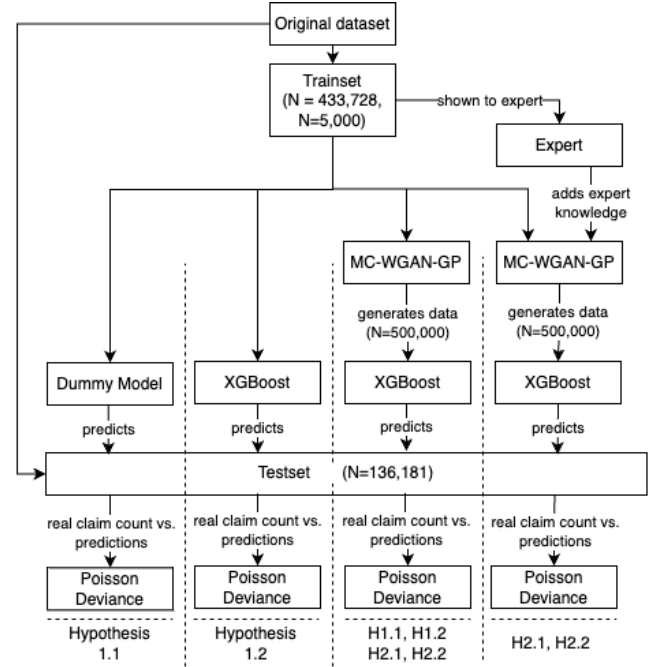 Original dataset
Trainset
(N = 433,728,
N=5,000)
shown to expert
Expert
adds expert
knowledge
MC-WGAN-GP
MC-WGAN-GP
generates data
(N=500,000)
generates data
(N=500,000)
Dummy Model
XGBoost
XGBoost
XGBoost
predicts
predicts
predicts
predicts
Testset (N=136,181)
real claim count vs.
predictions
real claim count vs.
predictions
real claim count vs.
predictions
real claim count vs.
predictions
Poisson
Deviance
Poisson
Deviance
Poisson
Deviance
Poisson
Deviance
Hypothesis
1.1
Hypothesis
1.2
H1.1, H1.2
H2.1, H2.2
H2.1, H2.2